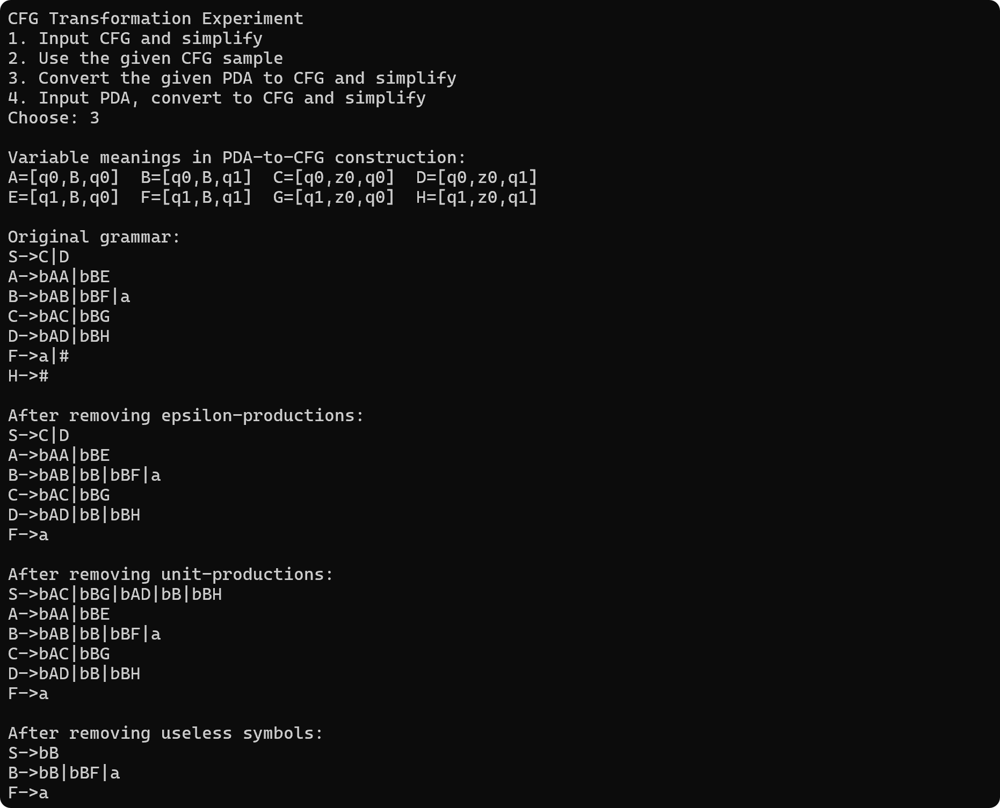 CFG Transformation Experiment
1. Input CFG and simplify
2. Use the given CFG sample
3. Convert the given PDA to CFG and simplify
4. Input PDA, convert to CFG and simplify
Choose: 3
Variable meanings in PDA-to-CFG construction:
A=[q0,B,q0]  B=[q0,B,q1]  C=[q0,z0,q0]  D=[q0,z0,q1]
E=[q1,B,q0]  F=[q1,B,q1]  G=[q1,z0,q0]  H=[q1,z0,q1]
Original grammar:
S->C|D
A->bAA|bBE
B->bAB|bBF|a
C->bAC|bBG
D->bAD|bBH
F->a|#
H->#
After removing epsilon-productions:
S->C|D
A->bAA|bBE
B->bAB|bB|bBF|a
C->bAC|bBG
D->bAD|bB|bBH
F->a
After removing unit-productions:
S->bAC|bBG|bAD|bB|bBH
A->bAA|bBE
B->bAB|bB|bBF|a
C->bAC|bBG
D->bAD|bB|bBH
F->a
After removing useless symbols:
S->bB
B->bB|bBF|a
F->a